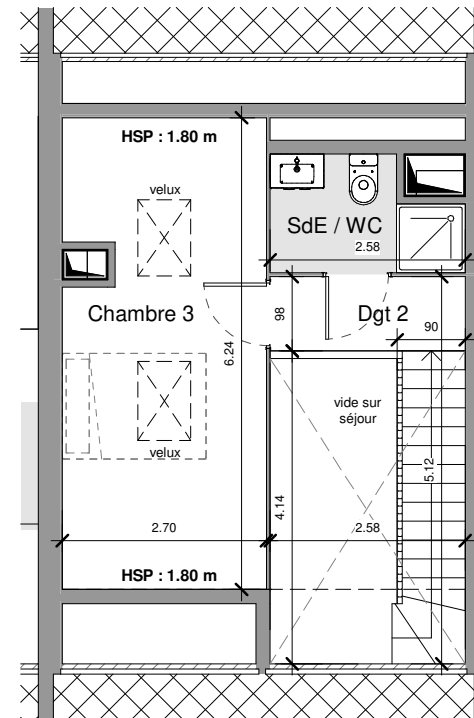 HSP : 1.80 m
velux
SdE / WC
2.58
Chambre 3
98
Dgt 2
90
6.24
vide sur
séjour
velux
5.12
4.14
2.70
2.58
HSP : 1.80 m